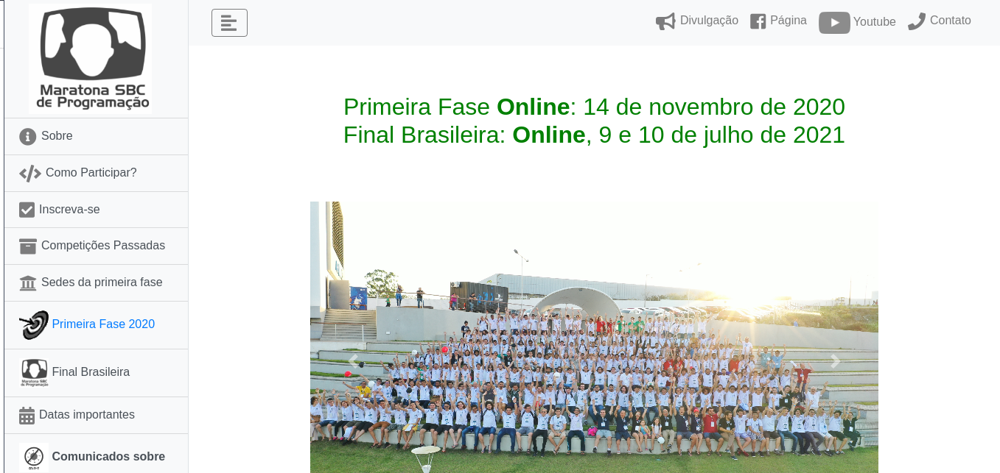 Maratona SBC
de Programação
Sobre
Como Participar?
Inscreva-se
Competições Passadas
Sedes da primeira fase
Primeira Fase 2020
Maratona SBC
de Programação
Final Brasileira
Datas importantes
Comunicados sobre
Divulgação
Página
Youtube
Contato
Primeira Fase Online: 14 de novembro de 2020
Final Brasileira: Online, 9 e 10 de julho de 2021